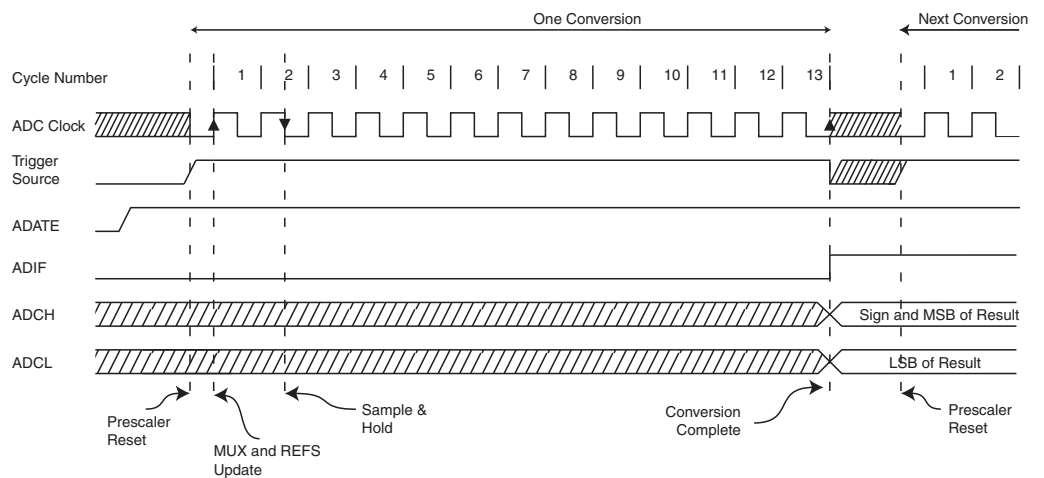 One Conversion
Next Conversion
Cycle Number
1 2 3 4 5 6 7 8 9 10 11 12 13 1 2
ADC Clock
Trigger
Source
ADATE
ADIF
ADCH
Sign and MSB of Result
ADCL
LSB of Result
Prescaler
Reset
MUX and REFS
Update
Sample &
Hold
Conversion
Complete
Prescaler
Reset